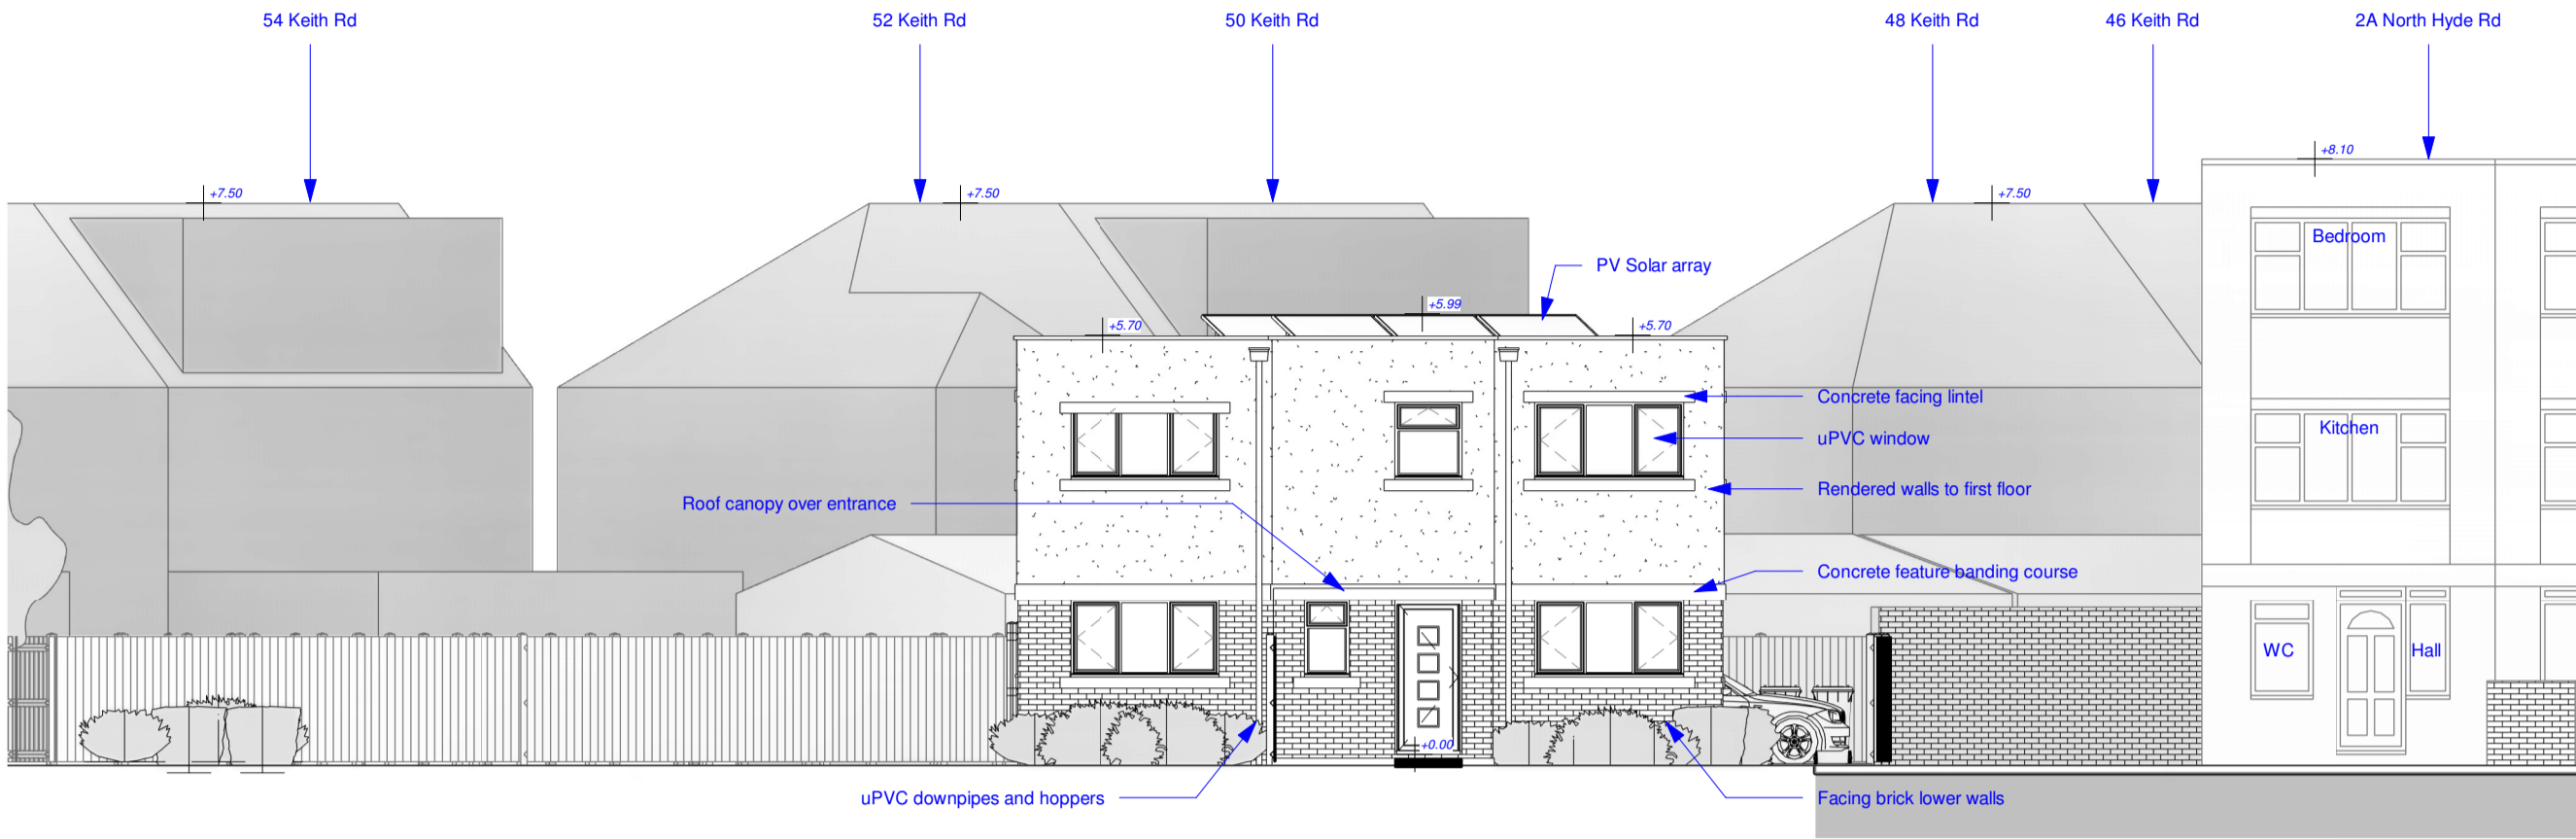 54 Keith Rd
52 Keith Rd
50 Keith Rd
48 Keith Rd
46 Keith Rd
2A North Hyde Rd
+8.10
+7.50
+7.50
+7.50
Bedroom
PV Solar array
+5.99
+5.70
+5.70
Concrete facing lintel
Kitchen
uPVC window
Rendered walls to first floor
Roof canopy over entrance
Concrete feature banding course
WC
Hall
+0.00
uPVC downpipes and hoppers
Facing brick lower walls